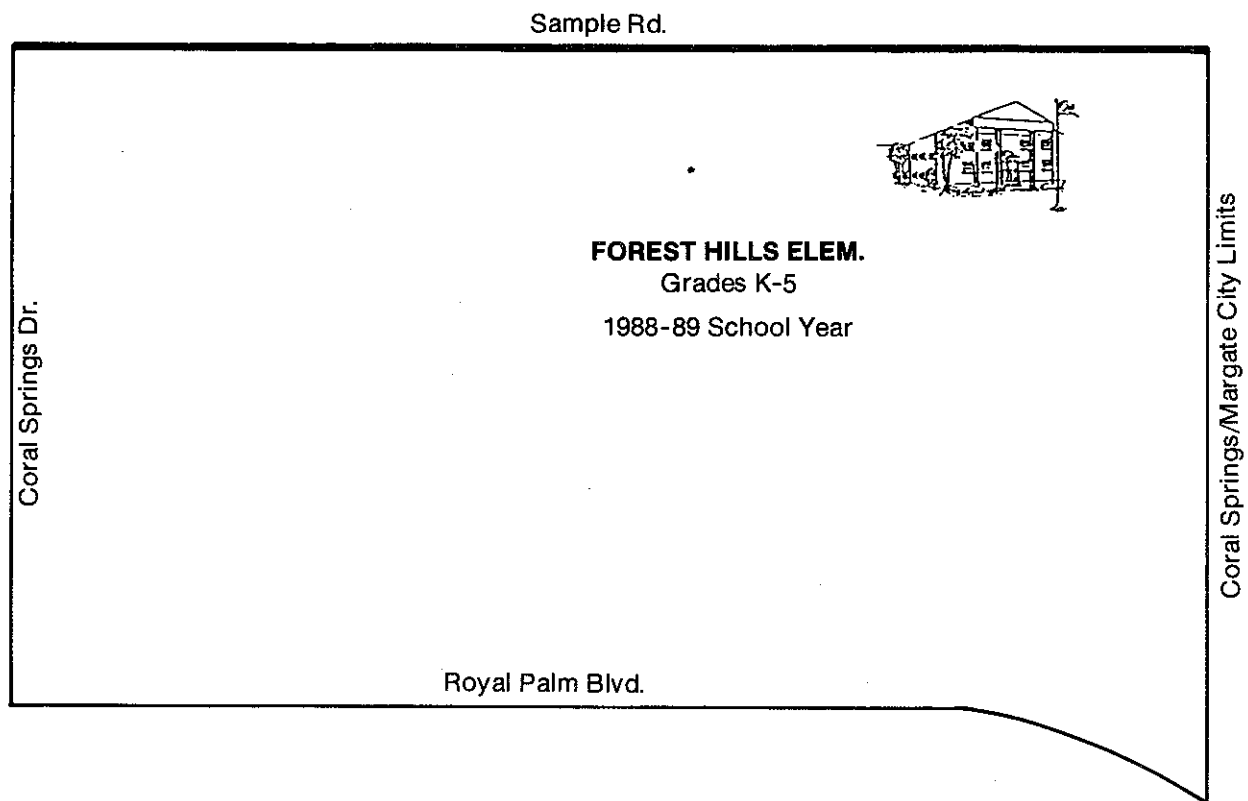 Sample Rd.
Coral Springs Dr.
FOREST HILLS ELEM.
Grades K-5
1988-89 School Year
Coral Springs/Margate City Limits
Royal Palm Blvd.